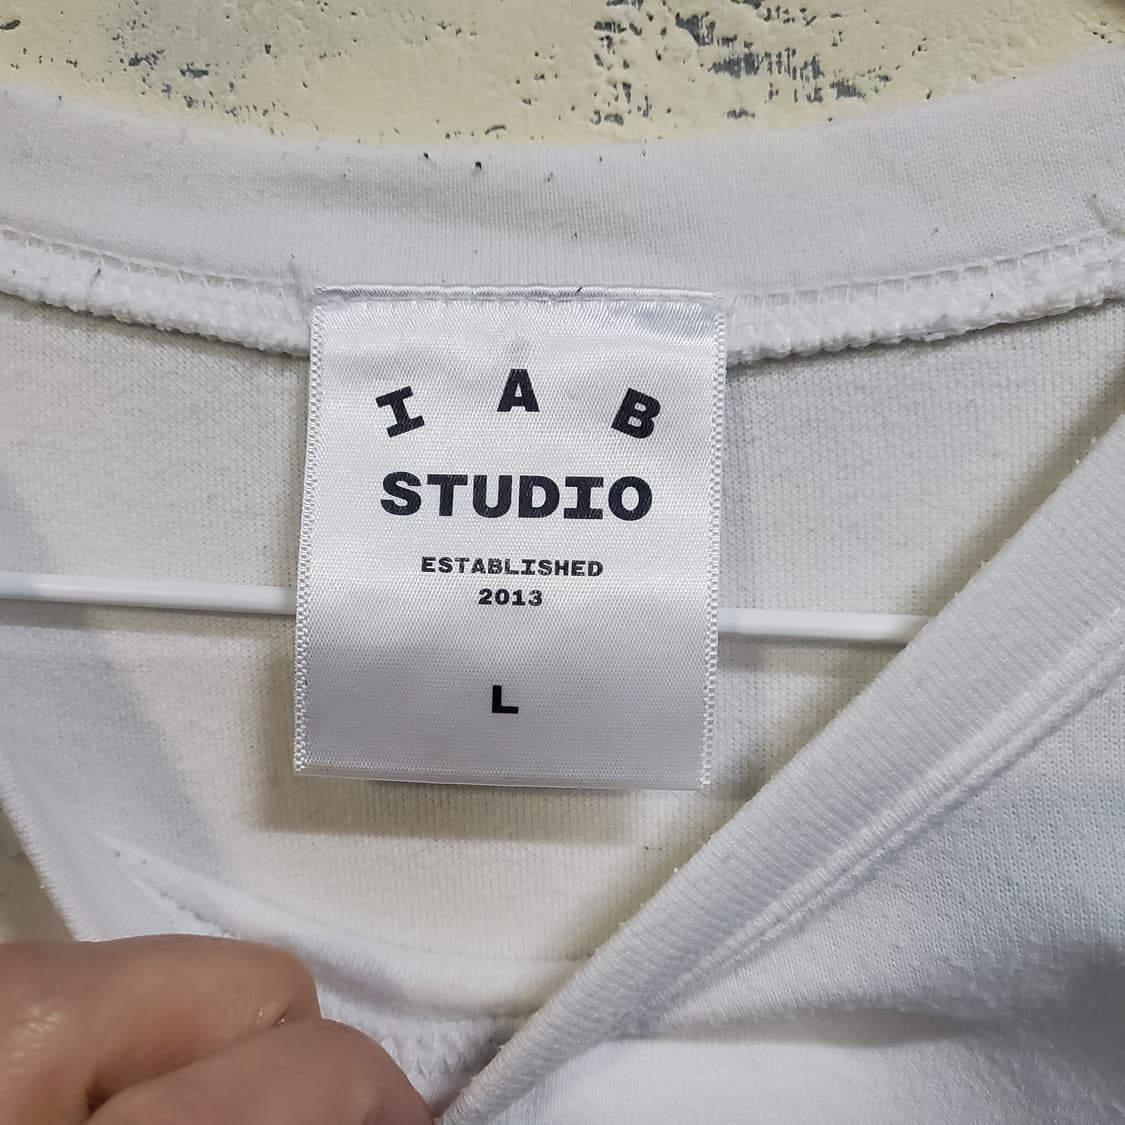 I A B
STUDIO
ESTABLISHED
2013
L